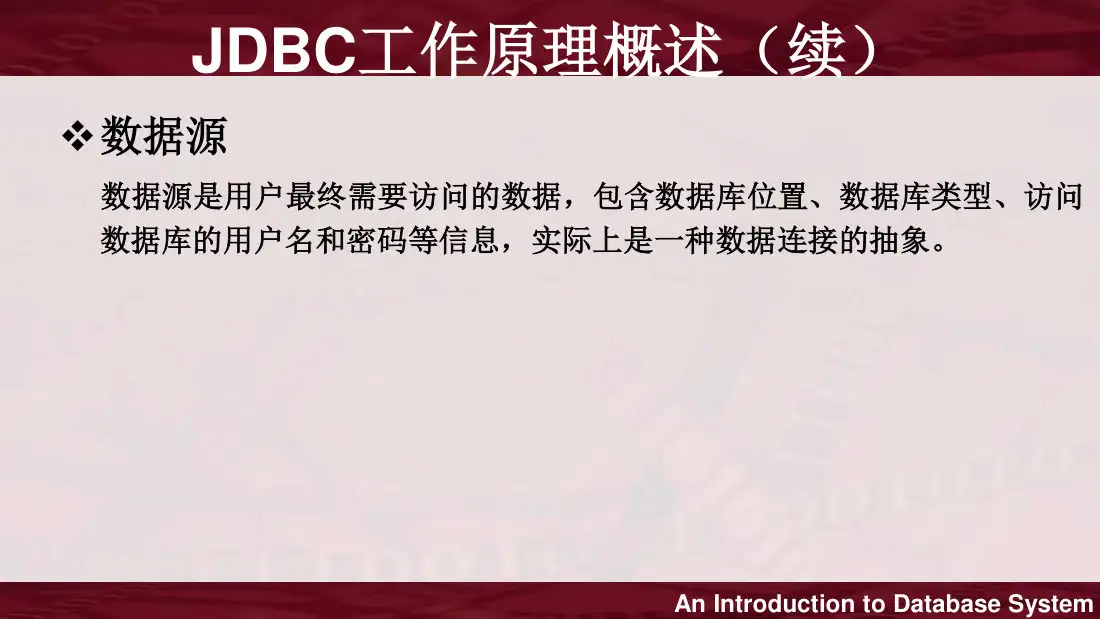 JDBC工作原理概述（续）
❖数据源
数据源是用户最终需要访问的数据，包含数据库位置、数据库类型、访问
数据库的用户名和密码等信息，实际上是一种数据连接的抽象。
An Introduction to Database System